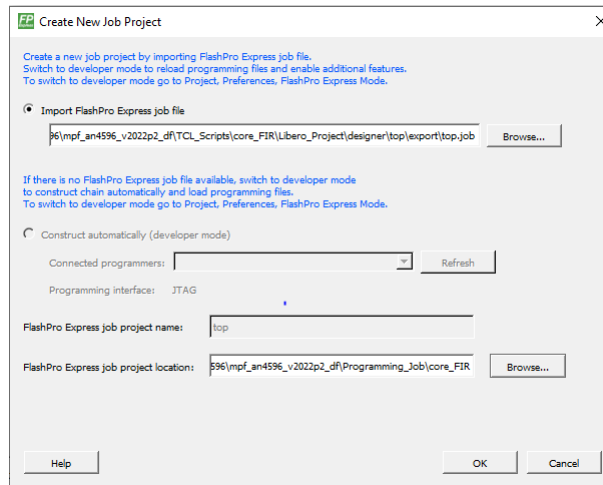 FP
express
Create New Job Project
Create a new job project by importing FlashPro Express job file.
Switch to developer mode to reload programming files and enable additional features.
To switch to developer mode go to Project, Preferences, FlashPro Express Mode.
Import FlashPro Express job file
96\mpf_an4596_v2022p2_df\TCL_Scripts\core_FIR\Libero_Project\designer\top\export\top.job
Browse...
If there is no FlashPro Express job file available, switch to developer mode
to construct chain automatically and load programming files.
To switch to developer mode go to Project, Preferences, FlashPro Express Mode.
Construct automatically (developer mode)
Connected programmers:
Refresh
Programming interface: JTAG
FlashPro Express job project name: top
FlashPro Express job project location: 596\mpf_an4596_v2022p2_df\Programming_Job\core_FIR
Browse...
Help
OK
Cancel